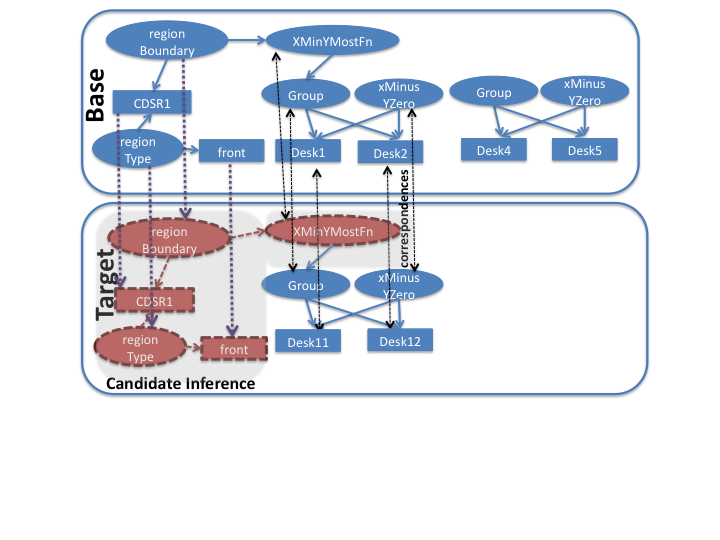 Base
region
Boundary
XMinYMostFn
CDSR1
Group
xMinus
YZero
Group
xMinus
YZero
region
Type
front
Desk1
Desk2
Desk4
Desk5
correspondences
Target
region
Boundary
XMinYMostFn
CDSR1
Group
xMinus
YZero
region
Type
front
Desk11
Desk12
Candidate Inference